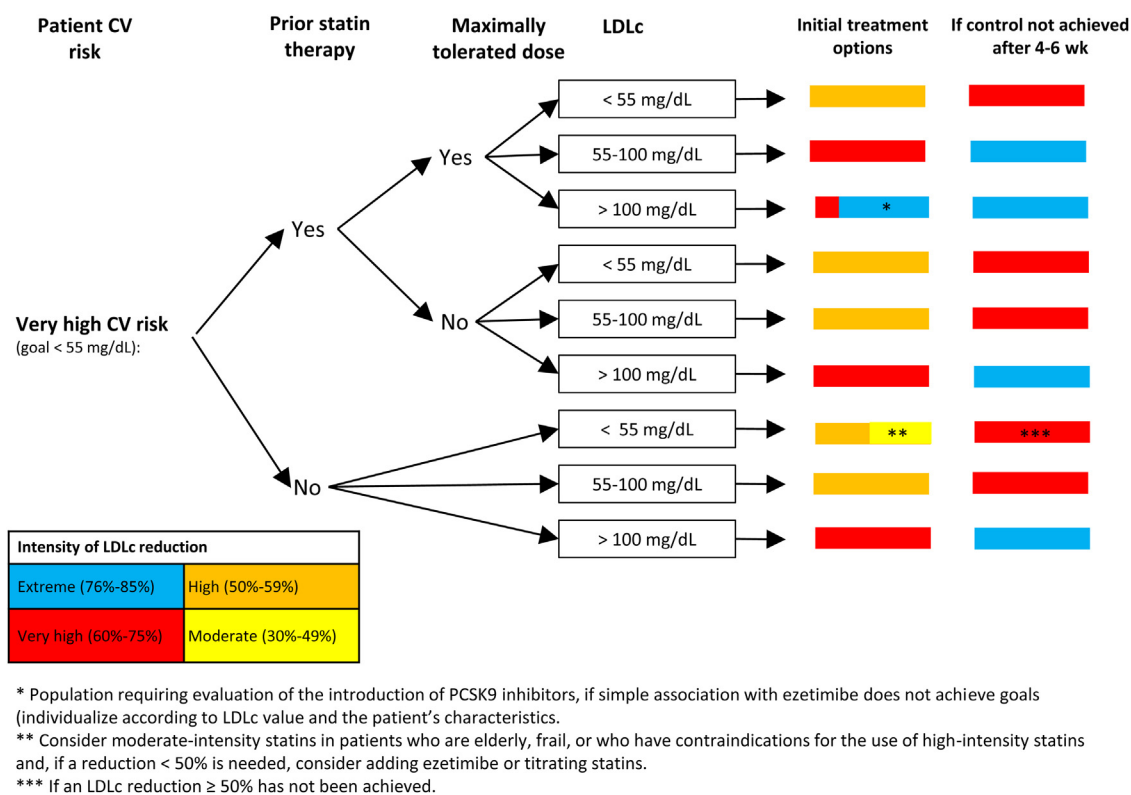 Patient CV
risk
Prior statin
therapy
Maximally
tolerated dose
LDLc
Initial treatment
options
If control not achieved
after 4-6 wk
< 55 mg/dL
55-100 mg/dL
> 100 mg/dL
*
< 55 mg/dL
55-100 mg/dL
> 100 mg/dL
< 55 mg/dL
**
***
55-100 mg/dL
> 100 mg/dL
Yes
Yes
No
No
Very high CV risk
(goal < 55 mg/dL):
Intensity of LDLc reduction
Extreme (76%-85%)
High (50%-59%)
Very high (60%-75%)
Moderate (30%-49%)
* Population requiring evaluation of the introduction of PCSK9 inhibitors, if simple association with ezetimibe does not achieve goals
(individualize according to LDLc value and the patient’s characteristics.
** Consider moderate-intensity statins in patients who are elderly, frail, or who have contraindications for the use of high-intensity statins
and, if a reduction < 50% is needed, consider adding ezetimibe or titrating statins.
*** If an LDLc reduction ≥ 50% has not been achieved.